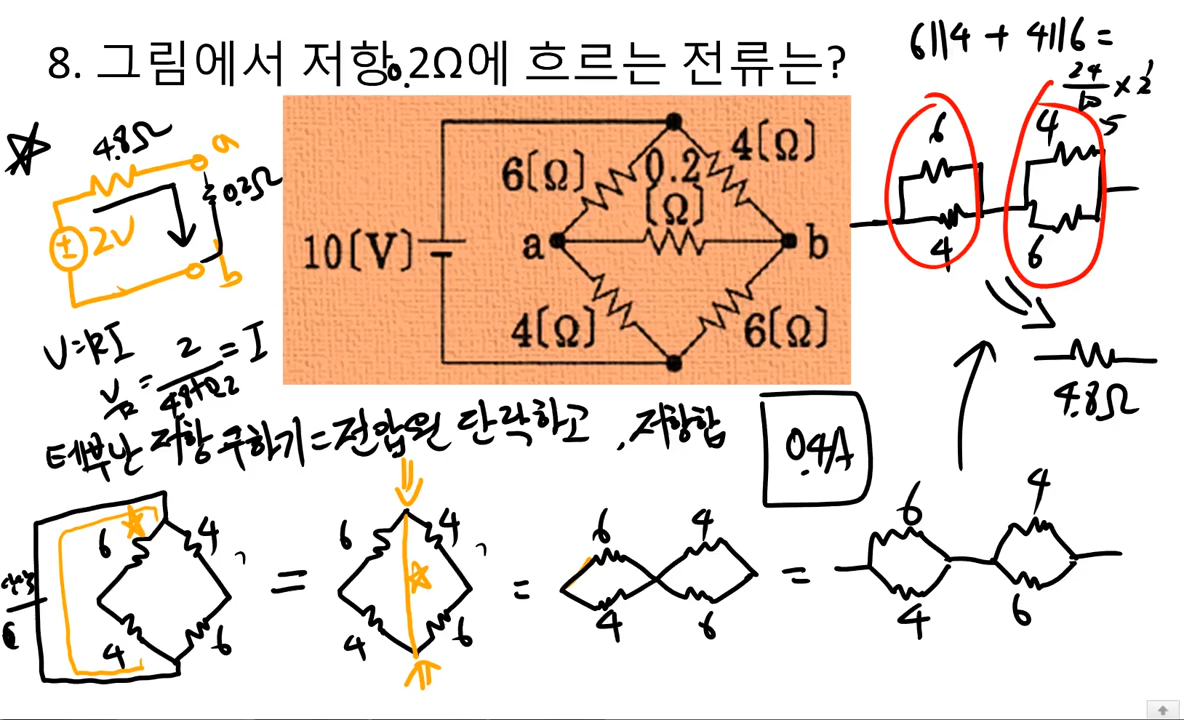 8. 그림에서 저항 0.2Ω에 흐르는 전류는?
6||4 + 4||6 =
24/10 × 2
5
4.8Ω
a
0.2Ω
2V
b
V=RI
V/R = 2/4.8+0.2 = I
10[V]
6[Ω]
4[Ω]
0.2
[Ω]
a
b
4[Ω]
6[Ω]
6
4
4
6
4.8Ω
테브난 저항 구하기 = 전압원 단락하고, 저항합
0.4A
6
4
4
6
=
6
4
4
6
=
6
4
4
6
=
6
4
4
6